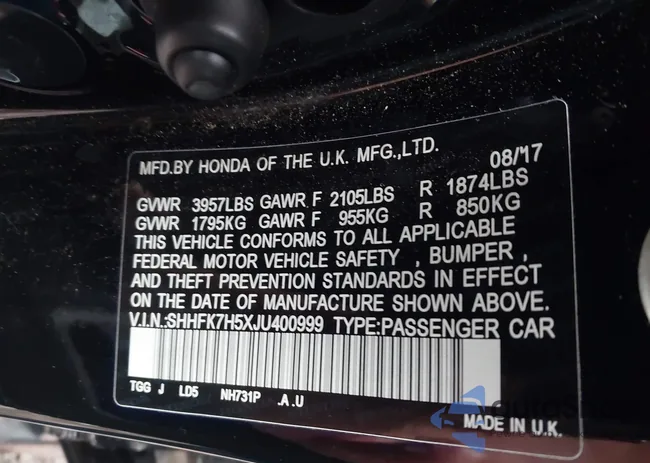 MFD.BY HONDA OF THE U.K. MFG.,LTD. 08/17
GVWR 3957LBS GAWR F 2105LBS R 1874LBS
GVWR 1795KG GAWR F 955KG R 850KG
THIS VEHICLE CONFORMS TO ALL APPLICABLE
FEDERAL MOTOR VEHICLE SAFETY , BUMPER ,
AND THEFT PREVENTION STANDARDS IN EFFECT
ON THE DATE OF MANUFACTURE SHOWN ABOVE.
V.I.N.:SHHFK7H5XJU400999 TYPE:PASSENGER CAR
TGG J LD5 NH731P .A.U
MADE IN U.K.